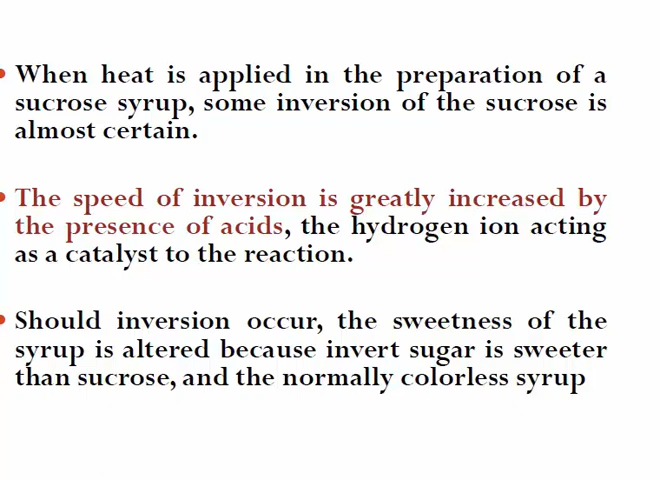 • When heat is applied in the preparation of a
sucrose syrup, some inversion of the sucrose is
almost certain.
• The speed of inversion is greatly increased by
the presence of acids, the hydrogen ion acting
as a catalyst to the reaction.
• Should inversion occur, the sweetness of the
syrup is altered because invert sugar is sweeter
than sucrose, and the normally colorless syrup